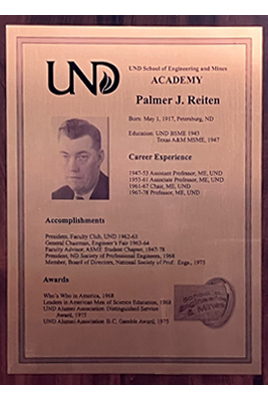 UND
UND School of Engineering and Mines
ACADEMY
Palmer J. Reiten
Born: May 1, 1917, Petersburg, ND
Education: UND BSME 1943
Texas A&M MSME, 1947
Career Experience
1947-53 Assistant Professor, ME, UND
1953-61 Associate Professor, ME, UND
1961-67 Chair, ME, UND
1967-78 Professor, ME, UND
Accomplishments
President, Faculty Club, UND 1962-63
General Chairman, Engineer's Fair 1963-64
Faculty Advisor, ASME Student Chapter, 1947-78
President, ND Society of Professional Engineers, 1968
Member, Board of Directors, National Society of Prof. Engs., 1975
Awards
Who's Who in America, 1968
Leaders in American Men of Science Education, 1968
UND Alumni Association Distinguished Service
Award, 1975
UND Alumni Association B.C. Gamble Award, 1975